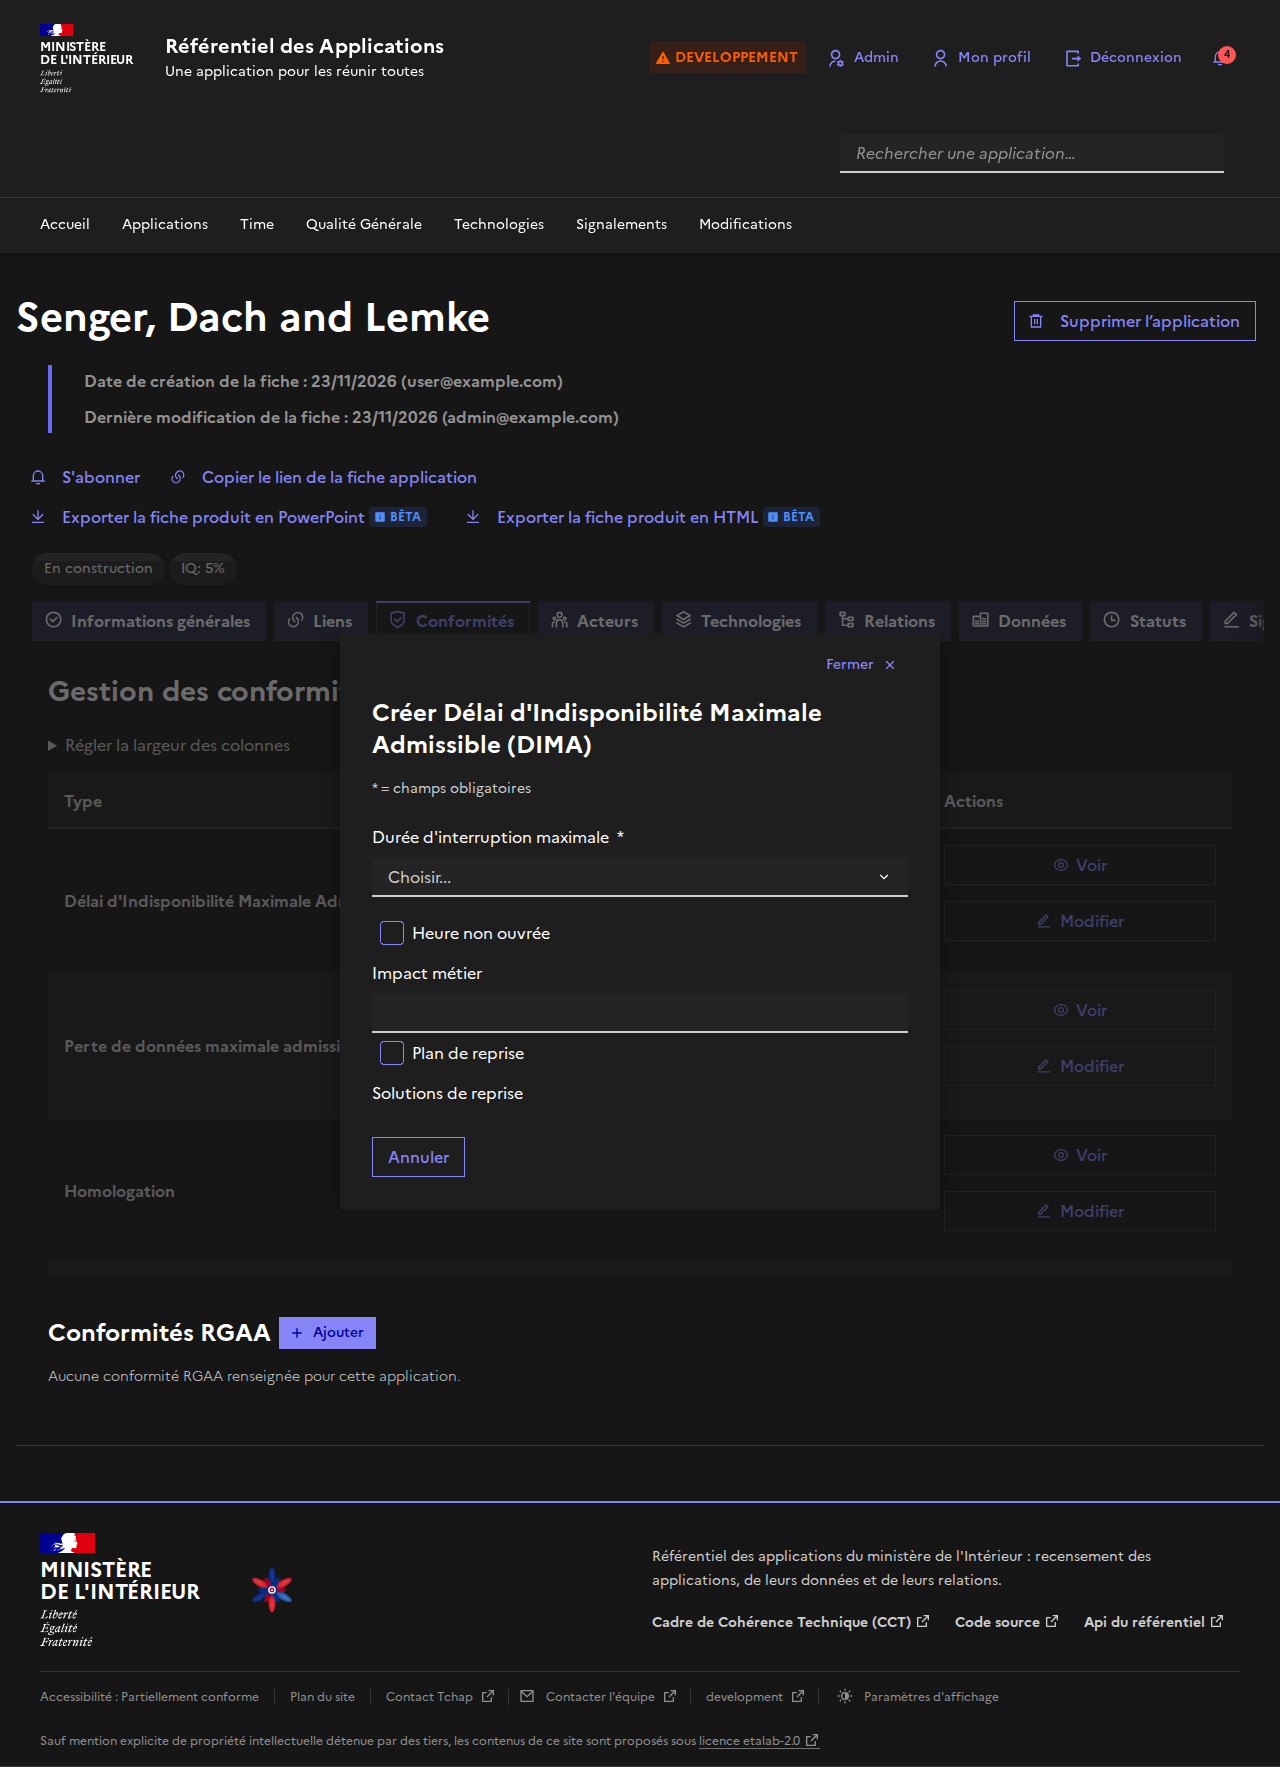 MINISTÈRE
DE L'INTÉRIEUR
Liberté
Égalité
Fraternité
Référentiel des Applications
Une application pour les réunir toutes
DEVELOPPEMENT
Admin
Mon profil
Déconnexion
4
Rechercher une application...
Accueil
Applications
Time
Qualité Générale
Technologies
Signalements
Modifications
Senger, Dach and Lemke
Supprimer l’application
Date de création de la fiche : 23/11/2026 (user@example.com)
Dernière modification de la fiche : 23/11/2026 (admin@example.com)
S'abonner
Copier le lien de la fiche application
Exporter la fiche produit en PowerPoint BÊTA
Exporter la fiche produit en HTML BÊTA
En construction
IQ: 5%
Informations générales
Liens
Conformités
Acteurs
Technologies
Relations
Données
Statuts
Gestion des
Régler la largeur des colonnes
Type
Actions
Fermer
Créer Délai d'Indisponibilité Maximale
Admissible (DIMA)
* = champs obligatoires
Durée d'interruption maximale *
Choisir...
Heure non ouvrée
Impact métier
Plan de reprise
Solutions de reprise
Annuler
Délai d'Indisponibilité Maximale
Voir
Modifier
Perte de données maximale
Voir
Modifier
Homologation
Voir
Modifier
Conformités RGAA
Ajouter
Aucune conformité RGAA renseignée pour cette application.
MINISTÈRE
DE L'INTÉRIEUR
Liberté
Égalité
Fraternité
Référentiel des applications du ministère de l'Intérieur : recensement des
applications, de leurs données et de leurs relations.
Cadre de Cohérence Technique (CCT)
Code source
Api du référentiel
Accessibilité : Partiellement conforme
Plan du site
Contact Tchap
Contacter l'équipe
development
Paramètres d'affichage
Sauf mention explicite de propriété intellectuelle détenue par des tiers, les contenus de ce site sont proposés sous licence etalab-2.0